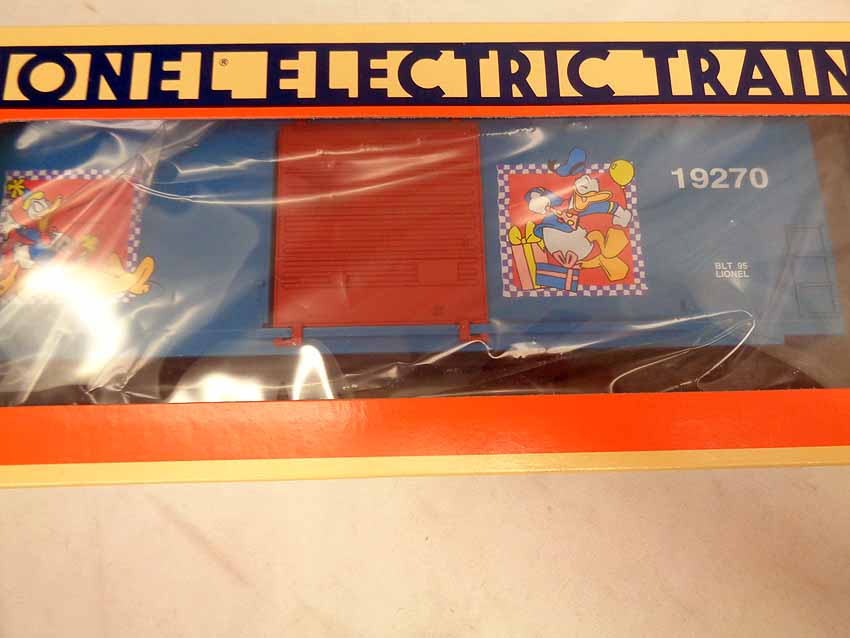 ONEL® ELECTRIC TRAIN
19270
BLT 95
LIONEL